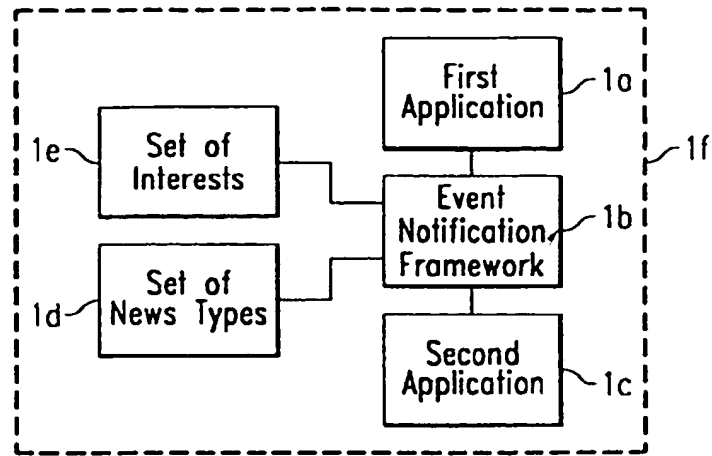 First
Application
1a
Set of
Interests
1e
1f
Event
Notification
Framework
1b
Set of
News Types
1d
Second
Application
1c